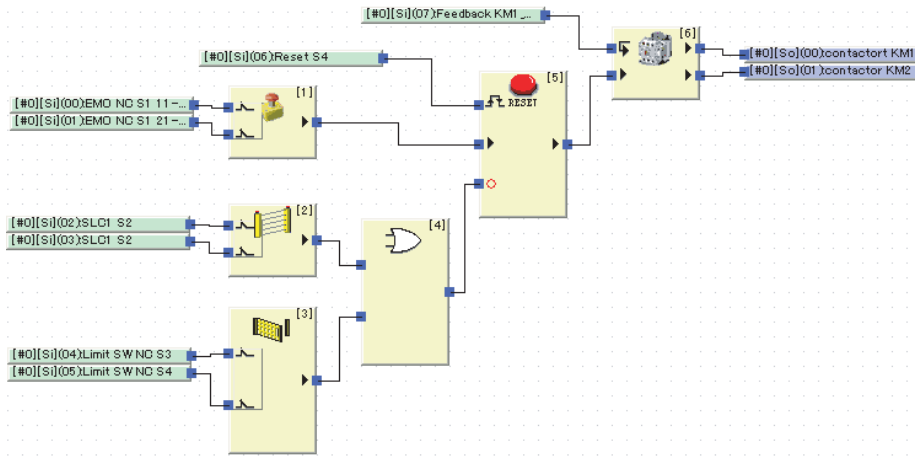 [#0][Si](07):Feedback KM1_...
[6]
[#0][So](00):contactort KM1
[#0][So](01):contactor KM2
[#0][Si](06):Reset S4
[5]
RESET
[#0][Si](00):EMO NC S1 11-...
[#0][Si](01):EMO NC S1 21-...
[1]
[#0][Si](02):SLC1 S2
[#0][Si](03):SLC1 S2
[2]
[4]
[3]
[#0][Si](04):Limit SW NC S3
[#0][Si](05):Limit SW NC S4